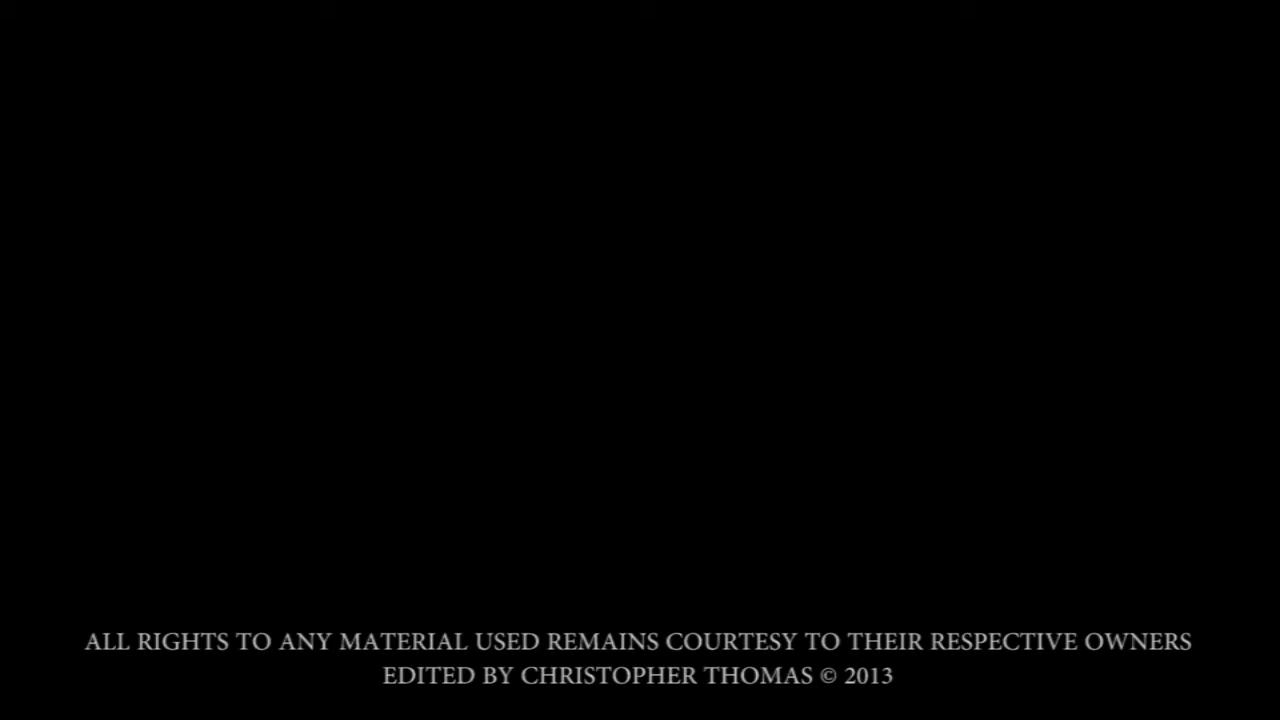 ALL RIGHTS TO ANY MATERIAL USED REMAINS COURTESY TO THEIR RESPECTIVE OWNERS
EDITED BY CHRISTOPHER THOMAS © 2013